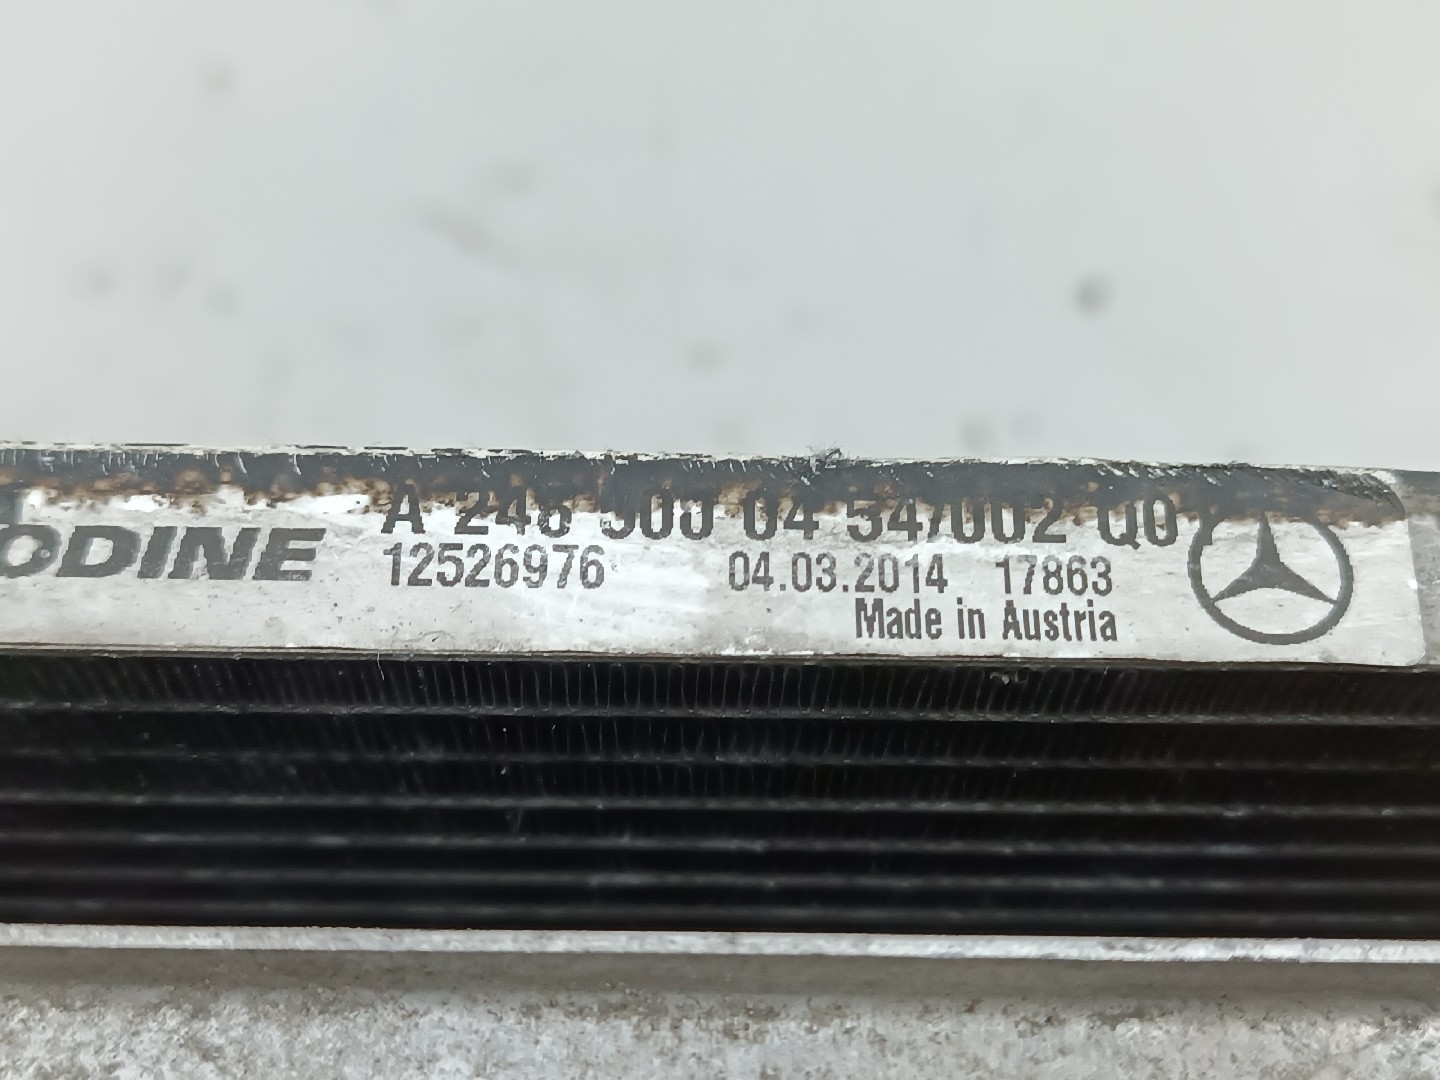 ODINE
A 246 500 04 54/002 Q0
12526976 04.03.2014 17863
Made in Austria